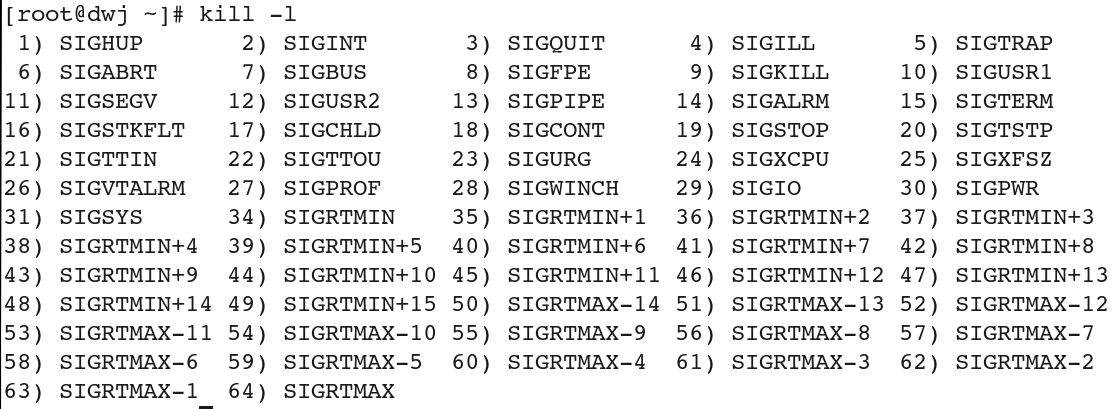 [root@dwj ~]# kill -l
1) SIGHUP 2) SIGINT 3) SIGQUIT 4) SIGILL 5) SIGTRAP
6) SIGABRT 7) SIGBUS 8) SIGFPE 9) SIGKILL 10) SIGUSR1
11) SIGSEGV 12) SIGUSR2 13) SIGPIPE 14) SIGALRM 15) SIGTERM
16) SIGSTKFLT 17) SIGCHLD 18) SIGCONT 19) SIGSTOP 20) SIGTSTP
21) SIGTTIN 22) SIGTTOU 23) SIGURG 24) SIGXCPU 25) SIGXFSZ
26) SIGVTALRM 27) SIGPROF 28) SIGWINCH 29) SIGIO 30) SIGPWR
31) SIGSYS 34) SIGRTMIN 35) SIGRTMIN+1 36) SIGRTMIN+2 37) SIGRTMIN+3
38) SIGRTMIN+4 39) SIGRTMIN+5 40) SIGRTMIN+6 41) SIGRTMIN+7 42) SIGRTMIN+8
43) SIGRTMIN+9 44) SIGRTMIN+10 45) SIGRTMIN+11 46) SIGRTMIN+12 47) SIGRTMIN+13
48) SIGRTMIN+14 49) SIGRTMIN+15 50) SIGRTMAX-14 51) SIGRTMAX-13 52) SIGRTMAX-12
53) SIGRTMAX-11 54) SIGRTMAX-10 55) SIGRTMAX-9 56) SIGRTMAX-8 57) SIGRTMAX-7
58) SIGRTMAX-6 59) SIGRTMAX-5 60) SIGRTMAX-4 61) SIGRTMAX-3 62) SIGRTMAX-2
63) SIGRTMAX-1 64) SIGRTMAX